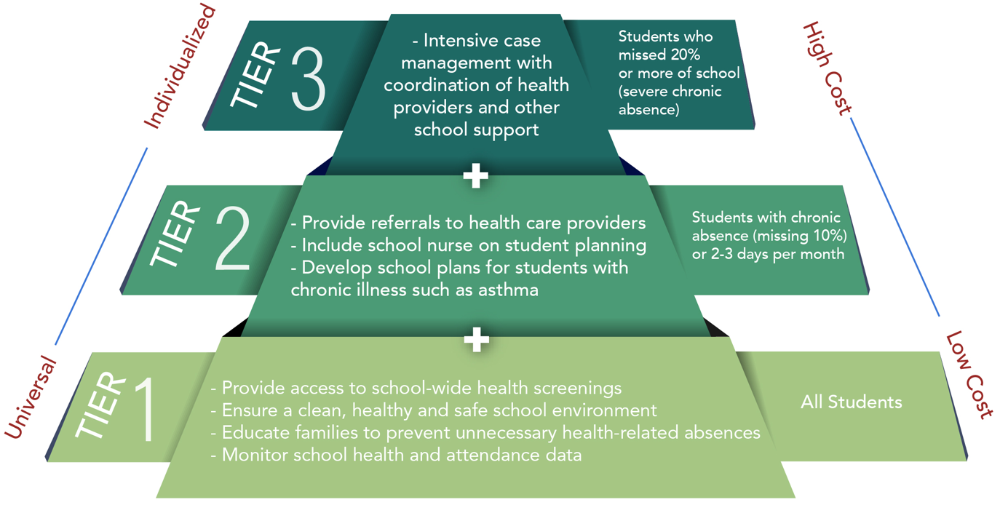 Individualized
Universal
TIER 3
- Intensive case
management with
coordination of health
providers and other
school support
Students who
missed 20%
or more of school
(severe chronic
absence)
High Cost
Low Cost
+
TIER 2
- Provide referrals to health care providers
- Include school nurse on student planning
- Develop school plans for students with
chronic illness such as asthma
Students with chronic
absence (missing 10%)
or 2-3 days per month
+
TIER 1
- Provide access to school-wide health screenings
- Ensure a clean, healthy and safe school environment
- Educate families to prevent unnecessary health-related absences
- Monitor school health and attendance data
All Students